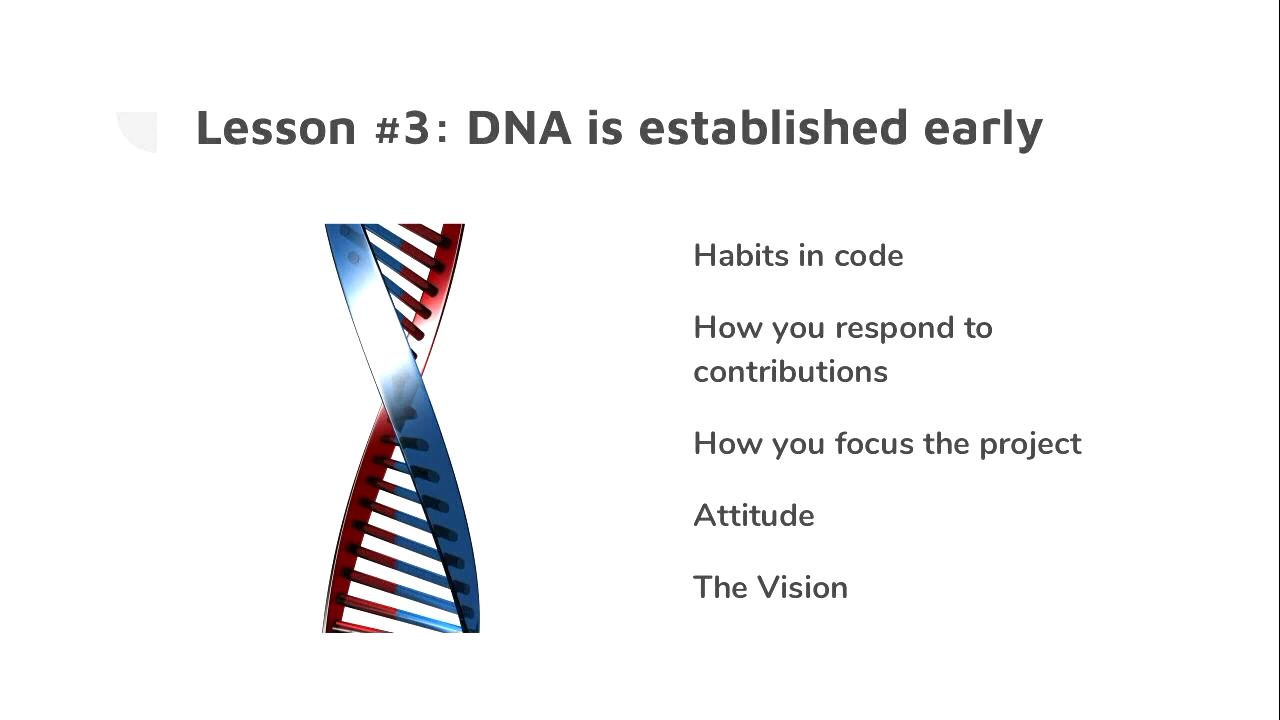 Lesson #3: DNA is established early
Habits in code
How you respond to
contributions
How you focus the project
Attitude
The Vision